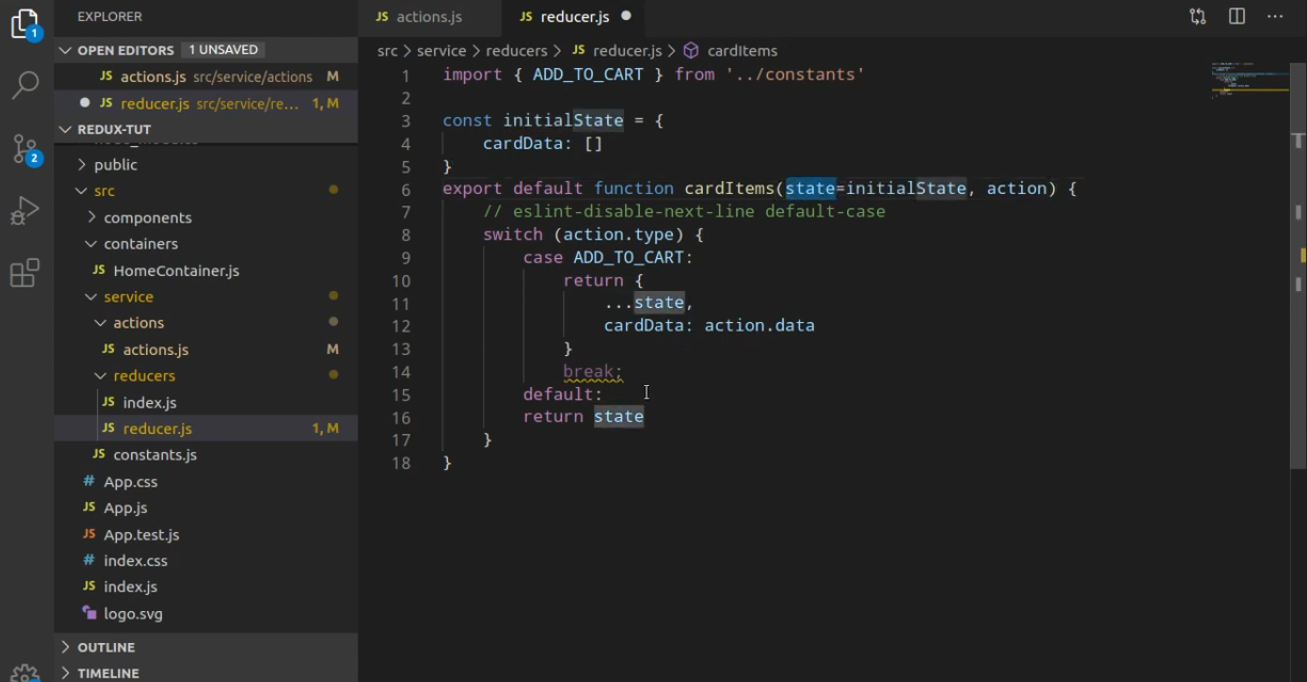 EXPLORER
OPEN EDITORS 1 UNSAVED
JS actions.js src/service/actions M
JS reducer.js src/service/re... 1, M
REDUX-TUT
public
src
components
containers
JS HomeContainer.js
service
actions
JS actions.js M
reducers
JS index.js
JS reducer.js 1, M
JS constants.js
# App.css
JS App.js
JS App.test.js
# index.css
JS index.js
logo.svg
OUTLINE
TIMELINE
1
2
JS actions.js JS reducer.js
src > service > reducers > JS reducer.js > cardItems
1 import { ADD_TO_CART } from '../constants'
2
3 const initialState = {
4 cardData: []
5 }
6 export default function cardItems(state=initialState, action) {
7 // eslint-disable-next-line default-case
8 switch (action.type) {
9 case ADD_TO_CART:
10 return {
11 ...state,
12 cardData: action.data
13 }
14 break;
15 default:
16 return state
17 }
18 }